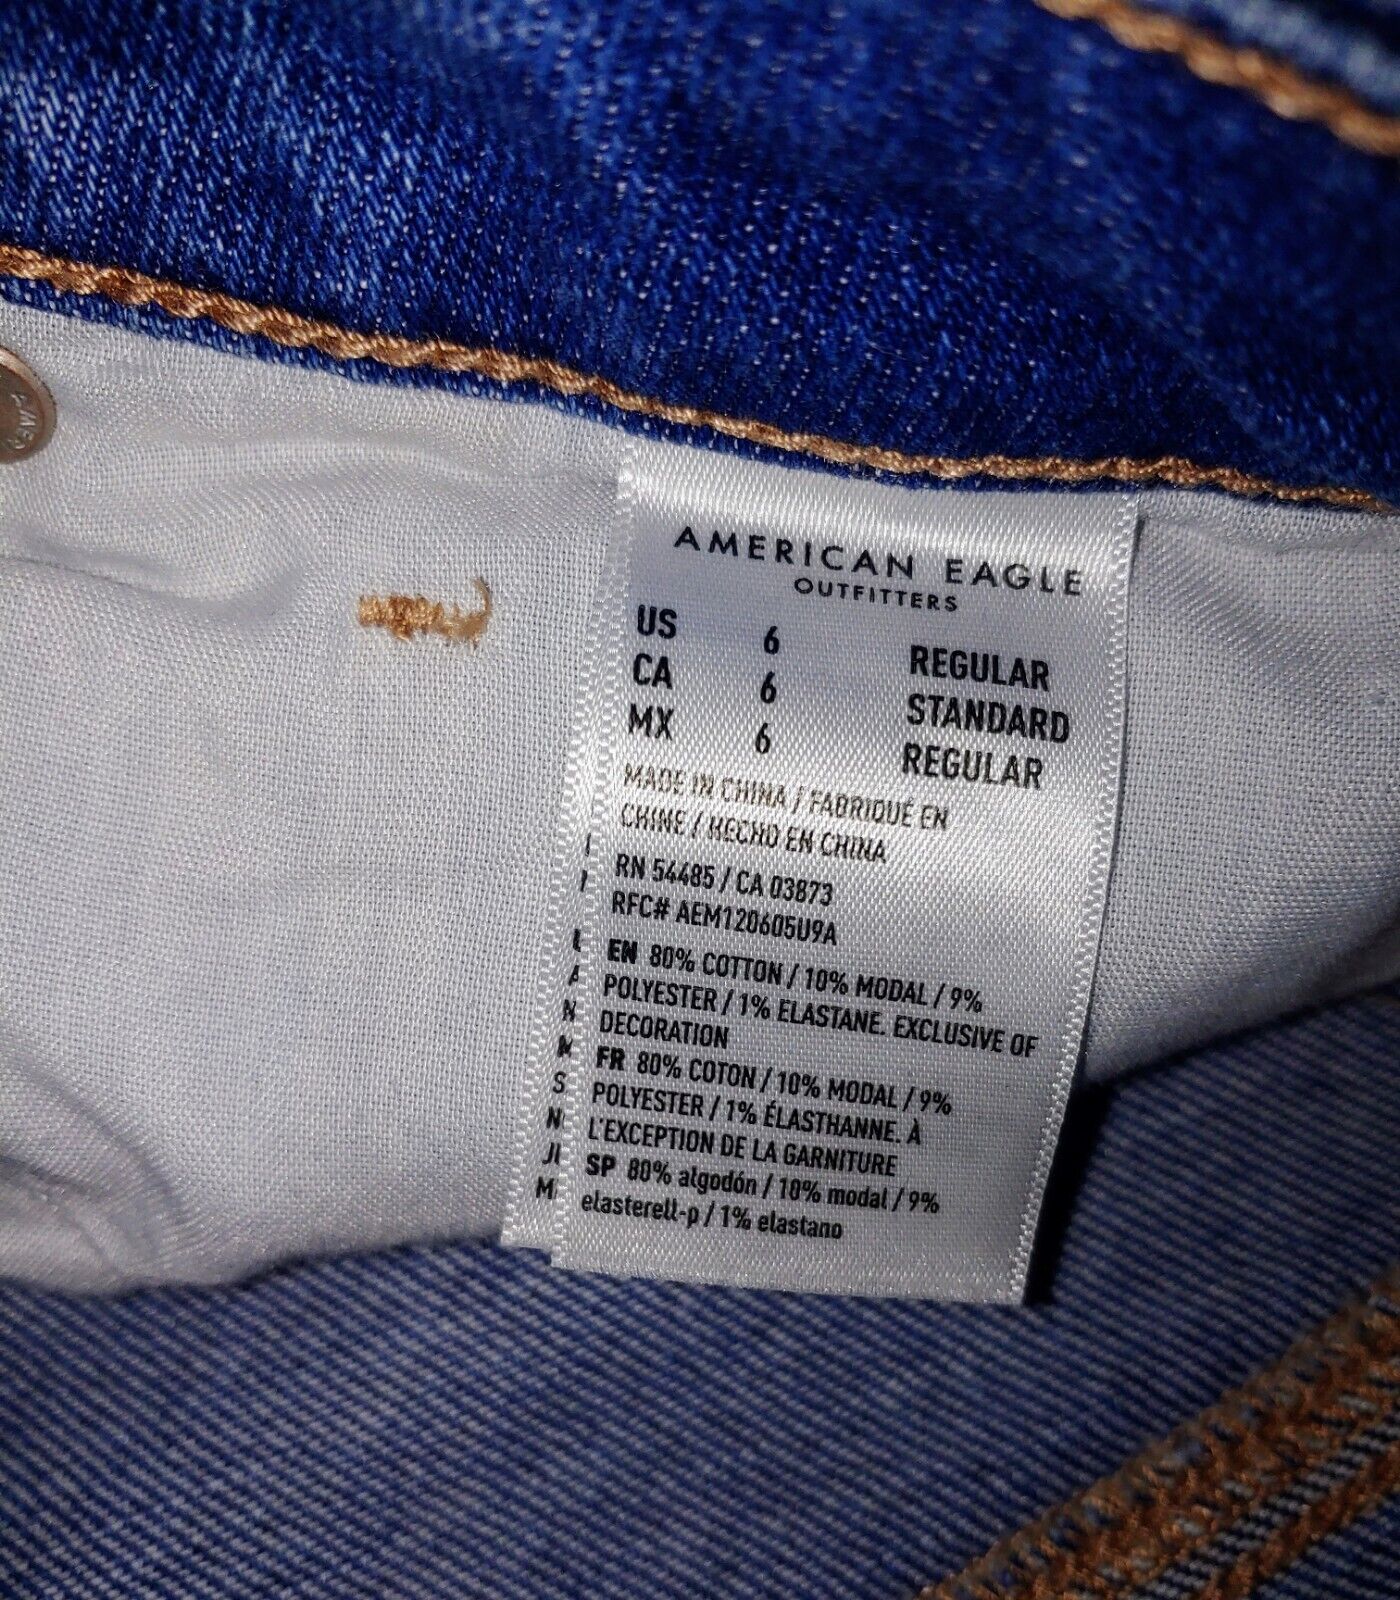 AMERICAN EAGLE
OUTFITTERS
US 6 REGULAR
CA 6 STANDARD
MX 6 REGULAR
MADE IN CHINA / FABRIQUÉ EN
CHINE / HECHO EN CHINA
RN 54485 / CA 03873
RFC# AEM120605U9A
EN 80% COTTON / 10% MODAL / 9%
POLYESTER / 1% ELASTANE. EXCLUSIVE OF
DECORATION
FR 80% COTON / 10% MODAL / 9%
POLYESTER / 1% ÉLASTHANNE. À
L'EXCEPTION DE LA GARNITURE
SP 80% algodón / 10% modal / 9%
elasterell-p / 1% elastano